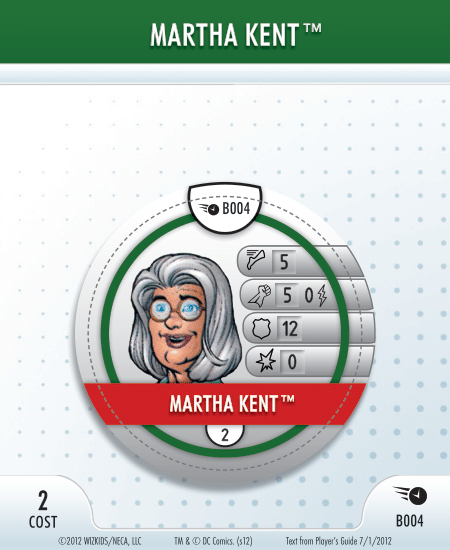 MARTHA KENT™
B004
5
5 0
12
0
MARTHA KENT™
2
2
COST
B004
©2012 WIZKIDS/NECA, LLC TM & © DC Comics. (s12) Text from Player's Guide 7/1/2012